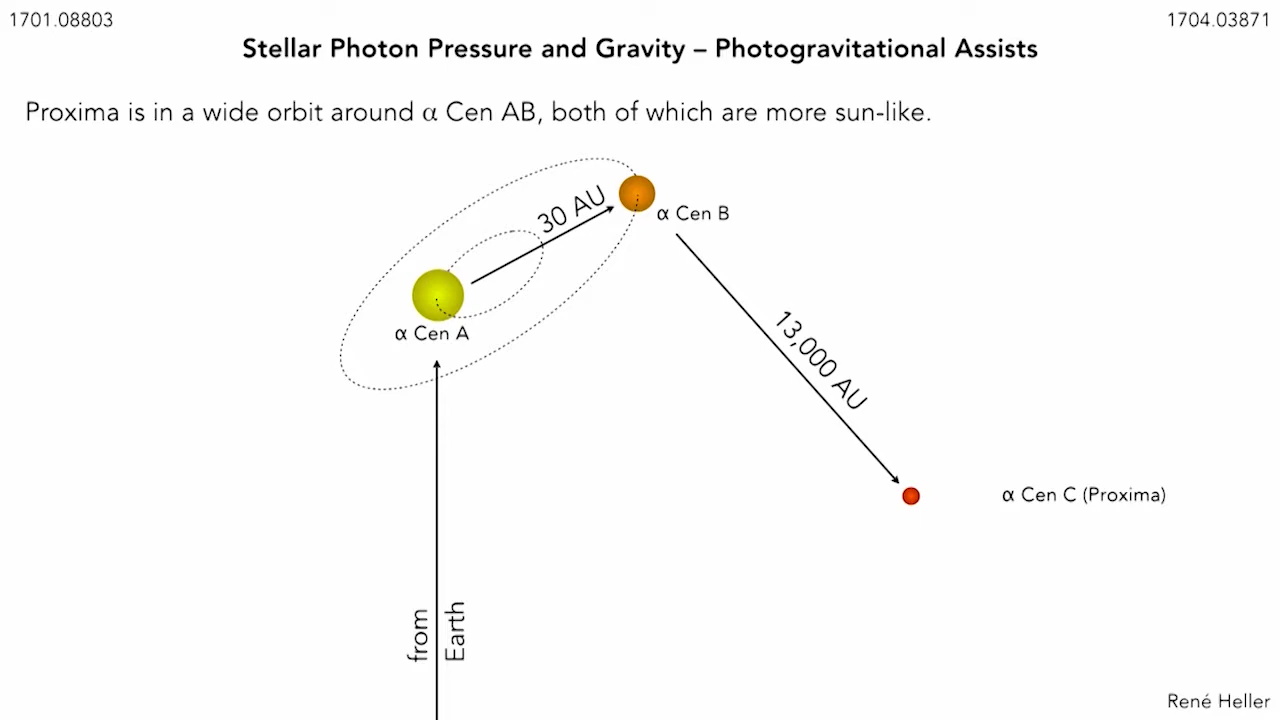 1701.08803
1704.03871
Stellar Photon Pressure and Gravity – Photogravitational Assists
Proxima is in a wide orbit around α Cen AB, both of which are more sun-like.
30 AU
α Cen B
α Cen A
13,000 AU
α Cen C (Proxima)
from
Earth
René Heller